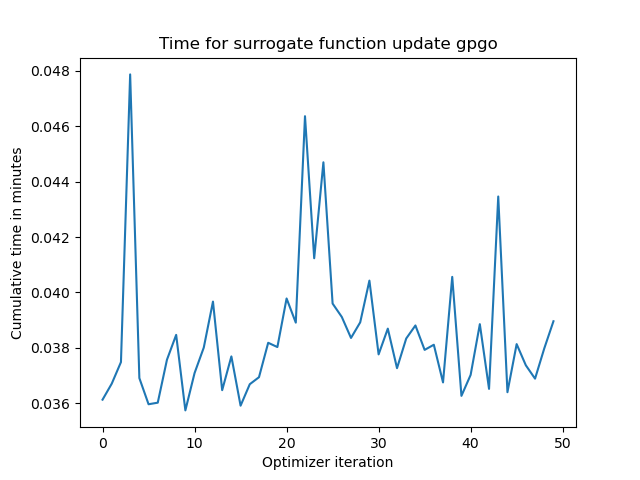 Time for surrogate function update gpgo
Cumulative time in minutes
0.048
0.046
0.044
0.042
0.040
0.038
0.036
0 10 20 30 40 50
Optimizer iteration